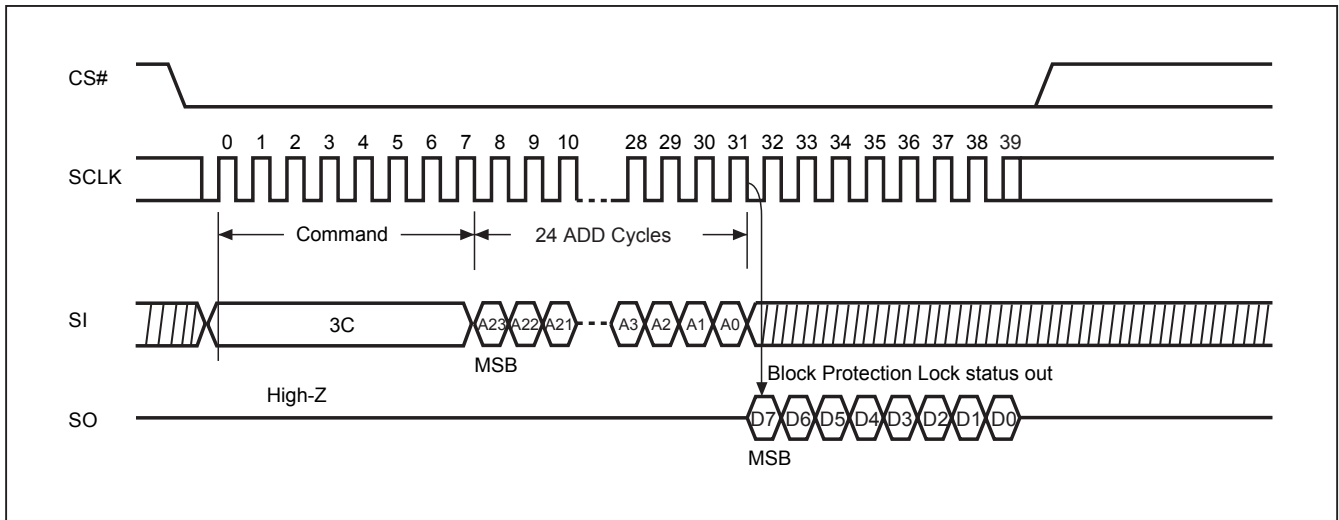 CS#
0 1 2 3 4 5 6 7 8 9 10 28 29 30 31 32 33 34 35 36 37 38 39
SCLK
Command 24 ADD Cycles
SI 3C A23 A22 A21 A3 A2 A1 A0
MSB
Block Protection Lock status out
High-Z
SO D7 D6 D5 D4 D3 D2 D1 D0
MSB